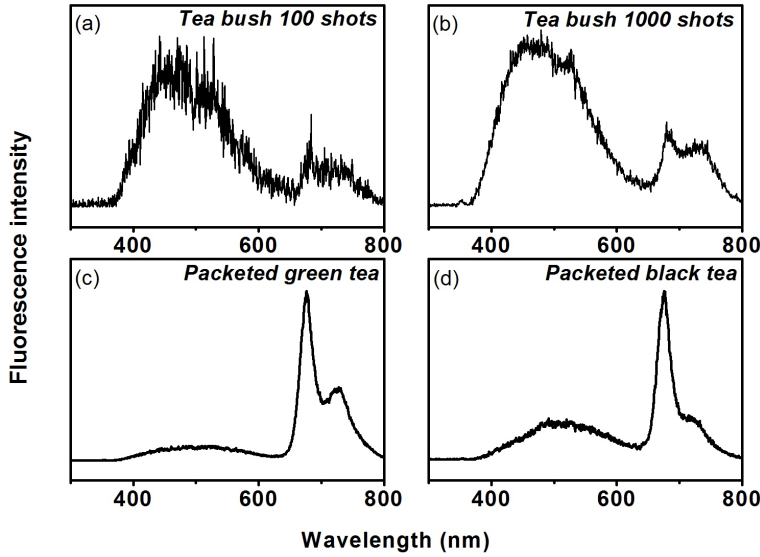 (a) Tea bush 100 shots
(b) Tea bush 1000 shots
400 600 800
400 600 800
(c) Packeted green tea
(d) Packeted black tea
400 600 800
400 600 800
Fluorescence intensity
Wavelength (nm)